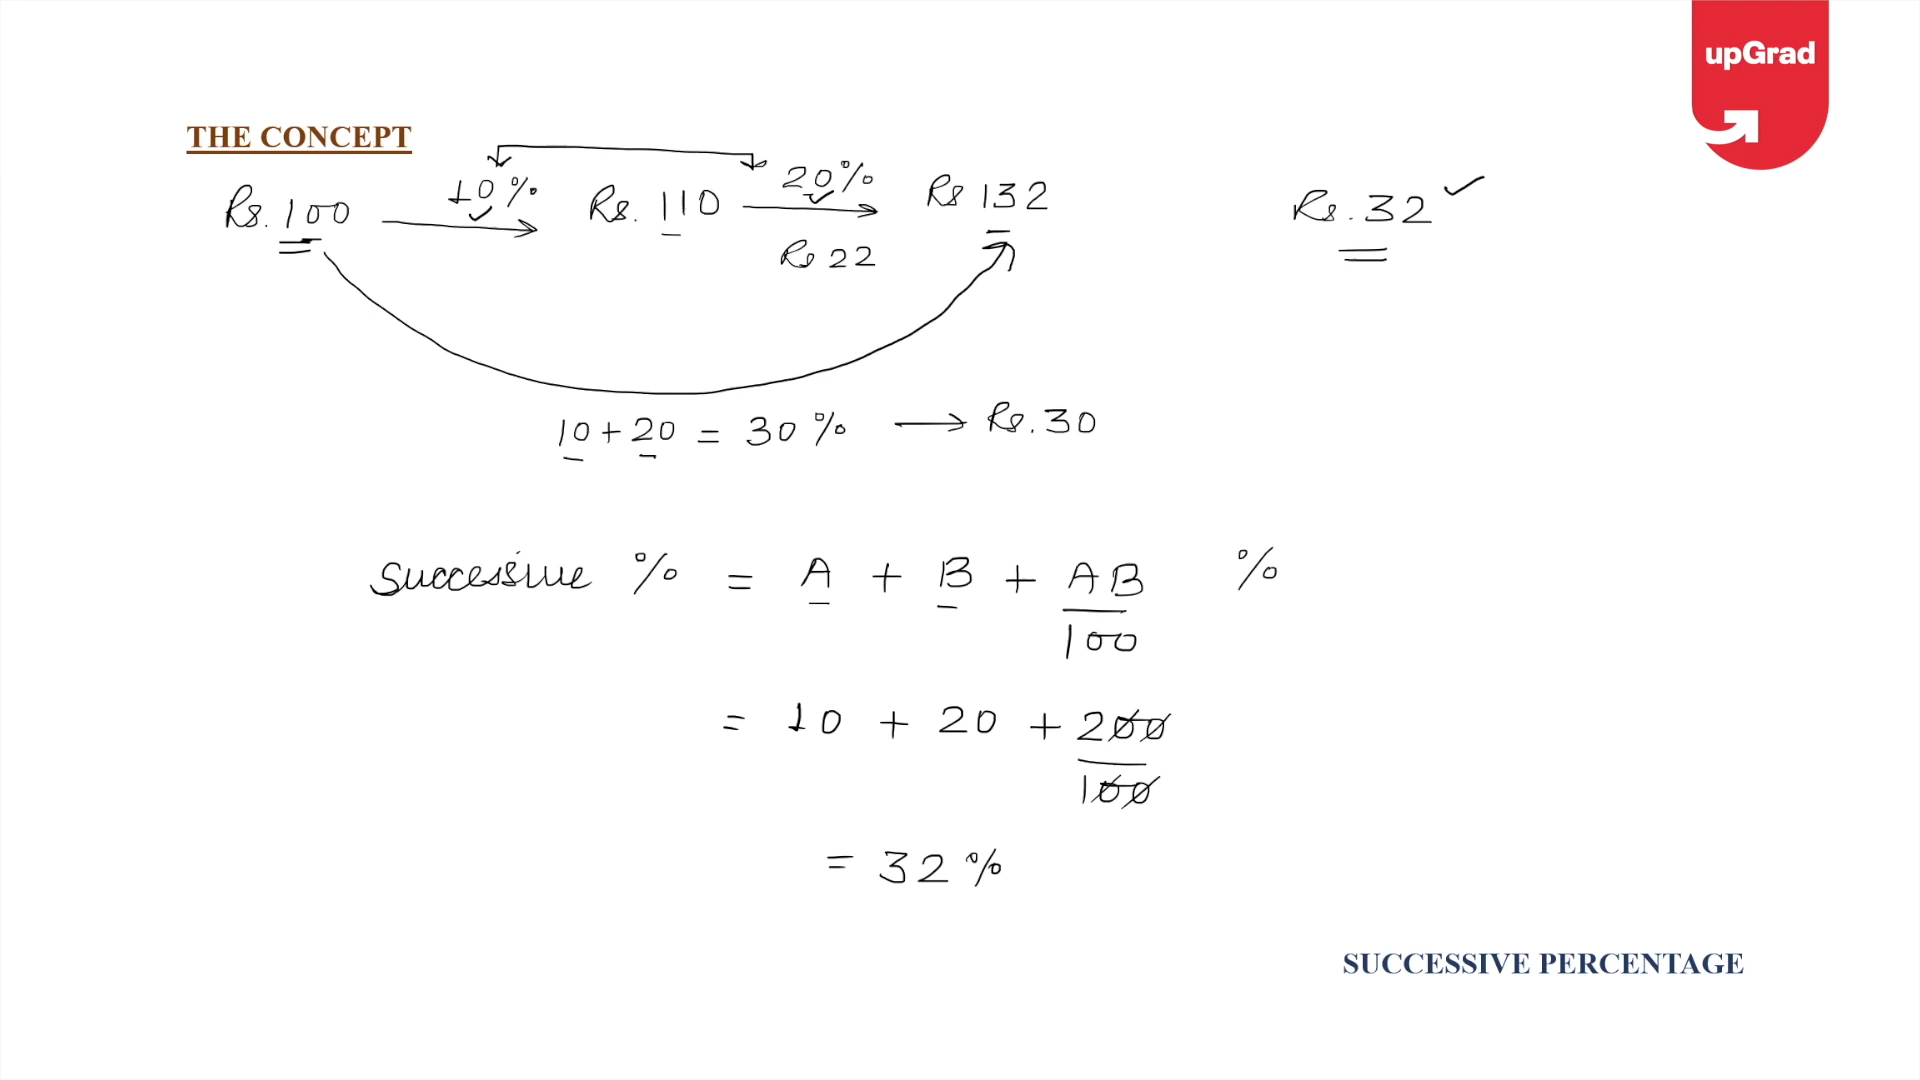 upGrad
THE CONCEPT
Rs. 100 10% Rs. 110 20% Rs 132 Rs. 32 ✓
Rs 22
10 + 20 = 30% → Rs. 30
Successive % = A + B + AB/100 %
= 10 + 20 + 200/100
= 32%
SUCCESSIVE PERCENTAGE